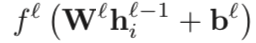 f^ℓ (W^ℓ h_i^{ℓ−1} + b^ℓ)